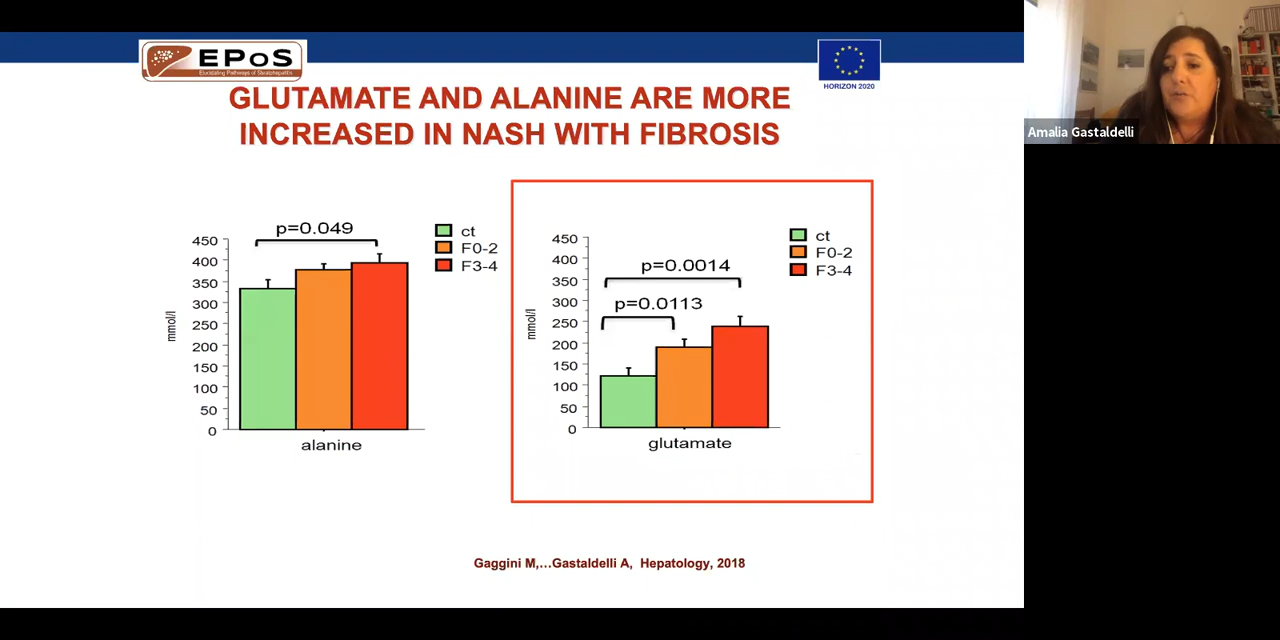 EPoS
Elucidating Pathways of Steatohepatitis
HORIZON 2020
GLUTAMATE AND ALANINE ARE MORE
INCREASED IN NASH WITH FIBROSIS
Amalia Gastaldelli
p=0.049
ct
F0-2
F3-4
450
400
350
300
250
200
150
100
50
0
mmol/l
alanine
p=0.0014
p=0.0113
ct
F0-2
F3-4
450
400
350
300
250
200
150
100
50
0
mmol/l
glutamate
Gaggini M,...Gastaldelli A, Hepatology, 2018